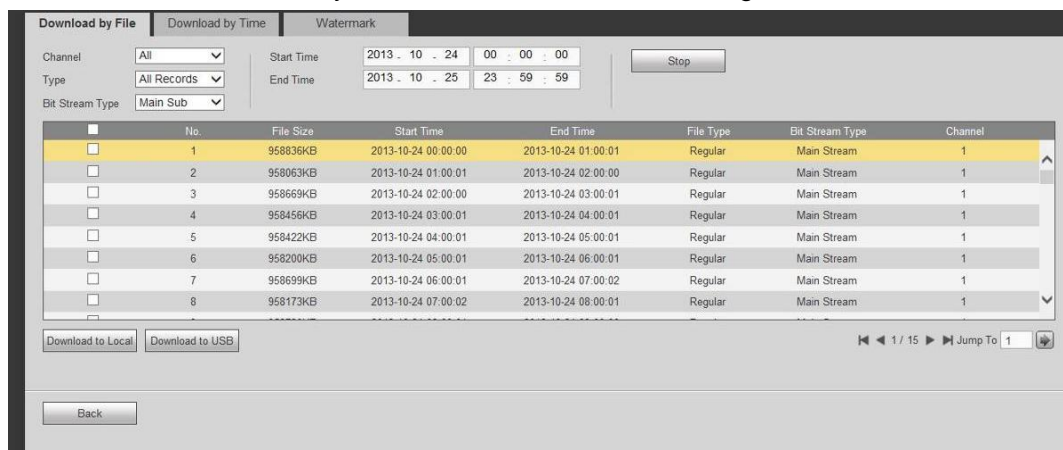 Download by File Download by Time Watermark
Channel All Start Time 2013 - 10 - 24 00 : 00 : 00 Stop
Type All Records End Time 2013 - 10 - 25 23 : 59 : 59
Bit Stream Type Main Sub
No. File Size Start Time End Time File Type Bit Stream Type Channel
1 958836KB 2013-10-24 00:00:00 2013-10-24 01:00:01 Regular Main Stream 1
2 958063KB 2013-10-24 01:00:01 2013-10-24 02:00:00 Regular Main Stream 1
3 958669KB 2013-10-24 02:00:00 2013-10-24 03:00:01 Regular Main Stream 1
4 958456KB 2013-10-24 03:00:01 2013-10-24 04:00:01 Regular Main Stream 1
5 958422KB 2013-10-24 04:00:01 2013-10-24 05:00:01 Regular Main Stream 1
6 958200KB 2013-10-24 05:00:01 2013-10-24 06:00:01 Regular Main Stream 1
7 958699KB 2013-10-24 06:00:01 2013-10-24 07:00:02 Regular Main Stream 1
8 958173KB 2013-10-24 07:00:02 2013-10-24 08:00:01 Regular Main Stream 1
Download to Local Download to USB 1 / 15 Jump To 1
Back